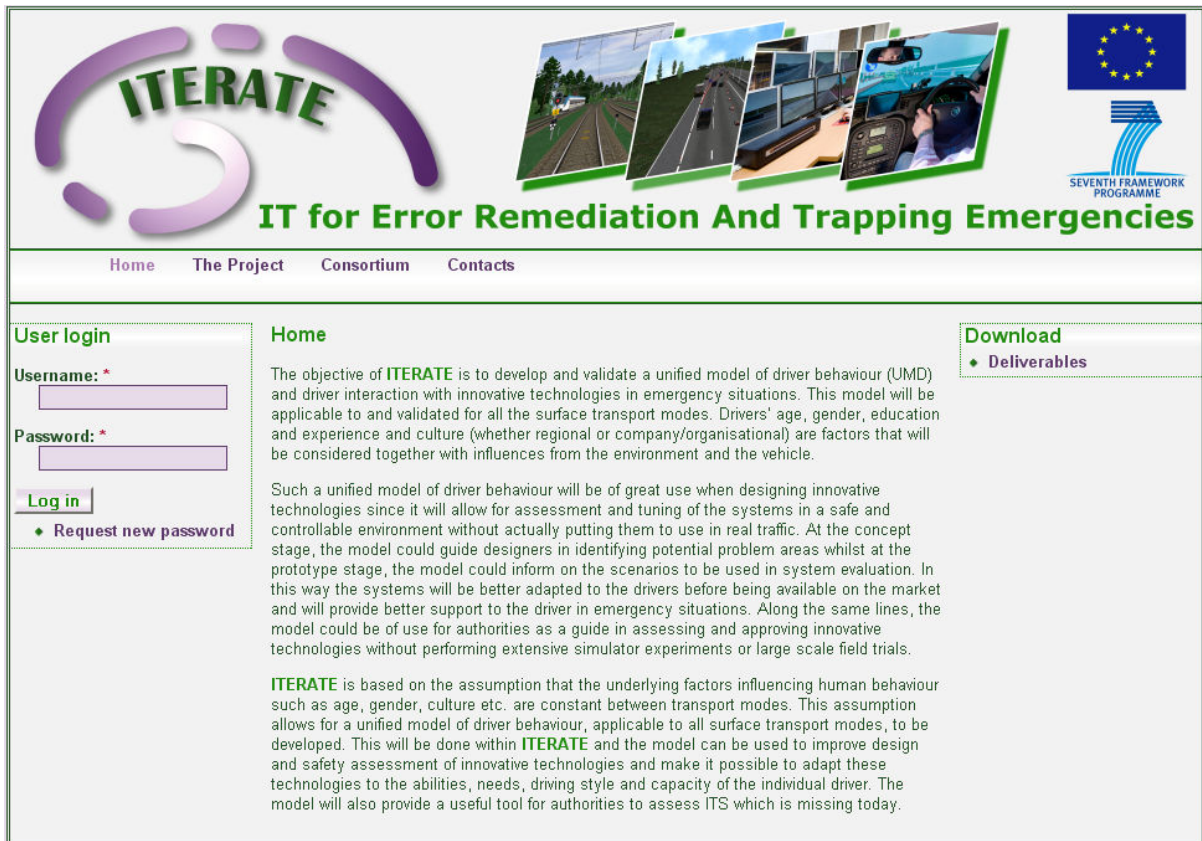 ITERATE
SEVENTH FRAMEWORK
PROGRAMME
IT for Error Remediation And Trapping Emergencies
Home The Project Consortium Contacts
User login
Username: *
Password: *
Log in
Request new password
Home
The objective of ITERATE is to develop and validate a unified model of driver behaviour (UMD)
and driver interaction with innovative technologies in emergency situations. This model will be
applicable to and validated for all the surface transport modes. Drivers' age, gender, education
and experience and culture (whether regional or company/organisational) are factors that will
be considered together with influences from the environment and the vehicle.
Such a unified model of driver behaviour will be of great use when designing innovative
technologies since it will allow for assessment and tuning of the systems in a safe and
controllable environment without actually putting them to use in real traffic. At the concept
stage, the model could guide designers in identifying potential problem areas whilst at the
prototype stage, the model could inform on the scenarios to be used in system evaluation. In
this way the systems will be better adapted to the drivers before being available on the market
and will provide better support to the driver in emergency situations. Along the same lines, the
model could be of use for authorities as a guide in assessing and approving innovative
technologies without performing extensive simulator experiments or large scale field trials.
ITERATE is based on the assumption that the underlying factors influencing human behaviour
such as age, gender, culture etc. are constant between transport modes. This assumption
allows for a unified model of driver behaviour, applicable to all surface transport modes, to be
developed. This will be done within ITERATE and the model can be used to improve design
and safety assessment of innovative technologies and make it possible to adapt these
technologies to the abilities, needs, driving style and capacity of the individual driver. The
model will also provide a useful tool for authorities to assess ITS which is missing today.
Download
Deliverables